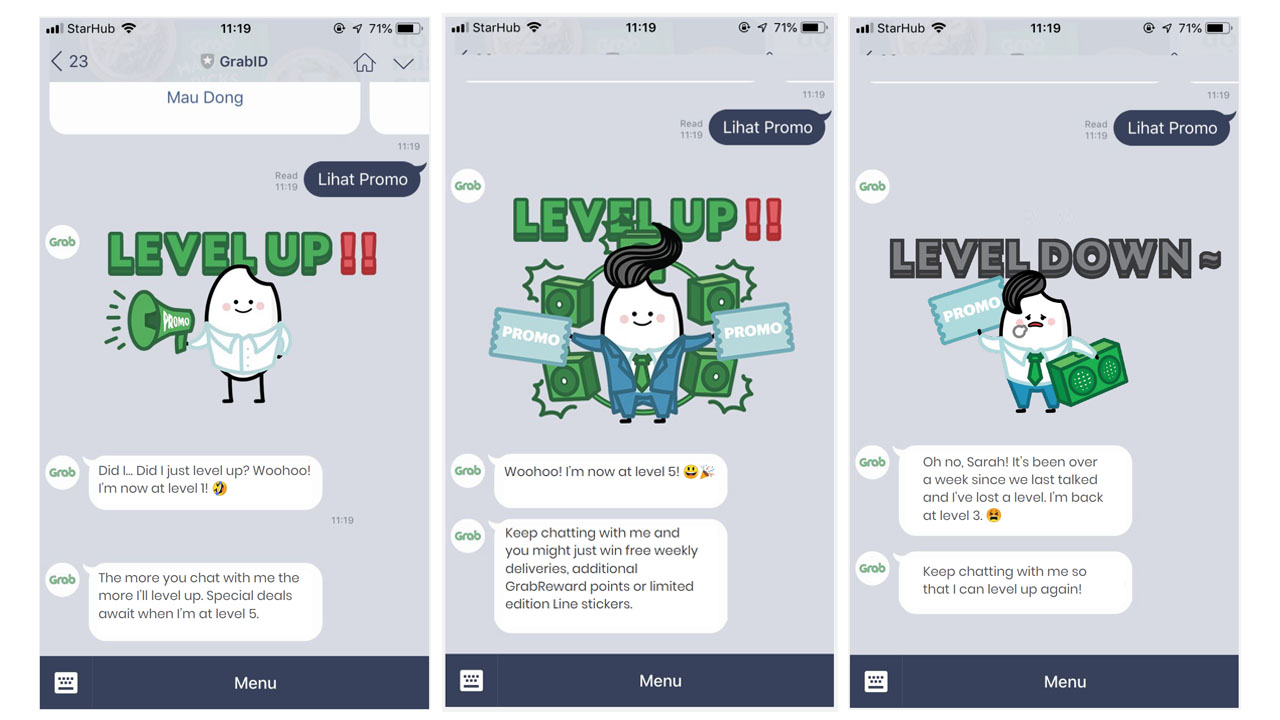 StarHub 11:19 71%
23 GrabID
Mau Dong
11:19
Read
11:19
Lihat Promo
Grab
LEVEL UP!!
PROMO
Grab
Did I... Did I just level up? Woohoo!
I'm now at level 1! 🤣
11:19
Grab
The more you chat with me the
more I'll level up. Special deals
await when I'm at level 5.
Menu
StarHub 11:19 71%
11:19
Read
11:19
Lihat Promo
Grab
LEVEL UP!!
PROMO
PROMO
Grab
Woohoo! I'm now at level 5! 😃🎉
Grab
Keep chatting with me and
you might just win free weekly
deliveries, additional
GrabReward points or limited
edition Line stickers.
Menu
StarHub 11:19 71%
11:19
Read
11:19
Lihat Promo
Grab
LEVEL DOWN ~
PROMO
Grab
Oh no, Sarah! It's been over
a week since we last talked
and I've lost a level. I'm back
at level 3. 😫
Grab
Keep chatting with me so
that I can level up again!
Menu